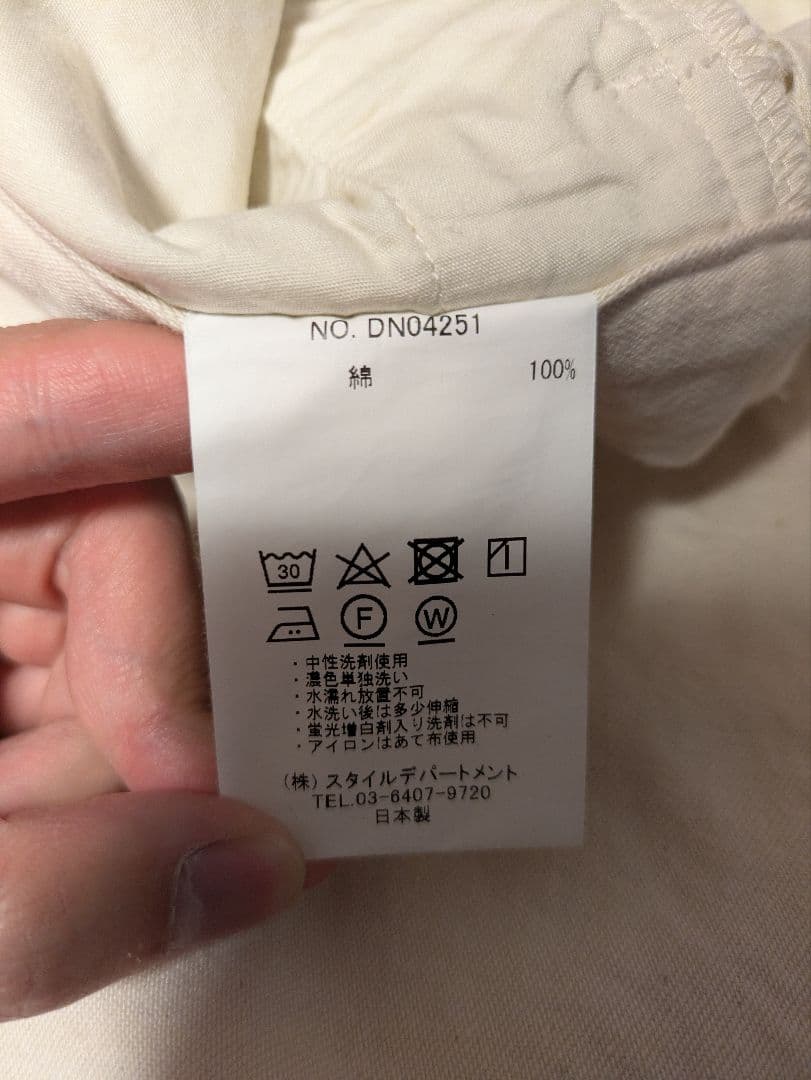 NO. DN04251
綿 100%
30
F W
・中性洗剤使用
・濃色単独洗い
・水濡れ放置不可
・水洗い後は多少伸縮
・蛍光増白剤入り洗剤は不可
・アイロンはあて布使用
(株)スタイルデパートメント
TEL.03-6407-9720
日本製